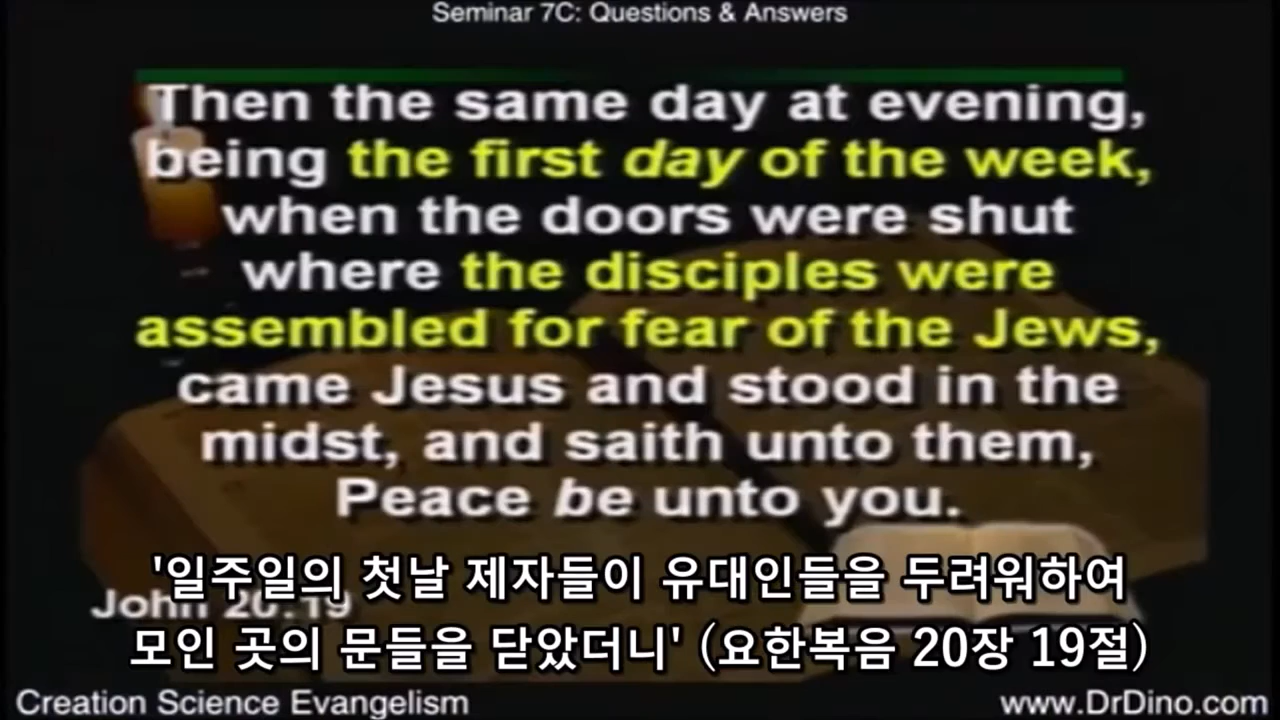 Seminar 7C: Questions & Answers
Then the same day at evening,
being the first day of the week,
when the doors were shut
where the disciples were
assembled for fear of the Jews,
came Jesus and stood in the
midst, and saith unto them,
Peace be unto you.
John 20:19
'일주일의 첫날 제자들이 유대인들을 두려워하여
모인 곳의 문들을 닫았더니' (요한복음 20장 19절)
Creation Science Evangelism
www.DrDino.com